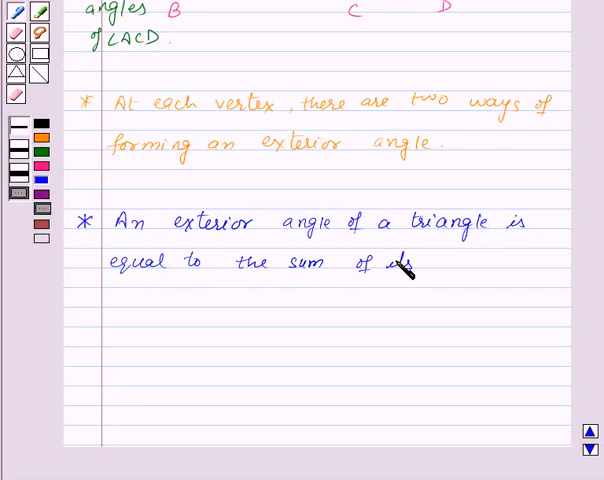 angles B C D
of ∠ACD.
* At each vertex, there are two ways of
forming an exterior angle.
* An exterior angle of a triangle is
equal to the sum of its